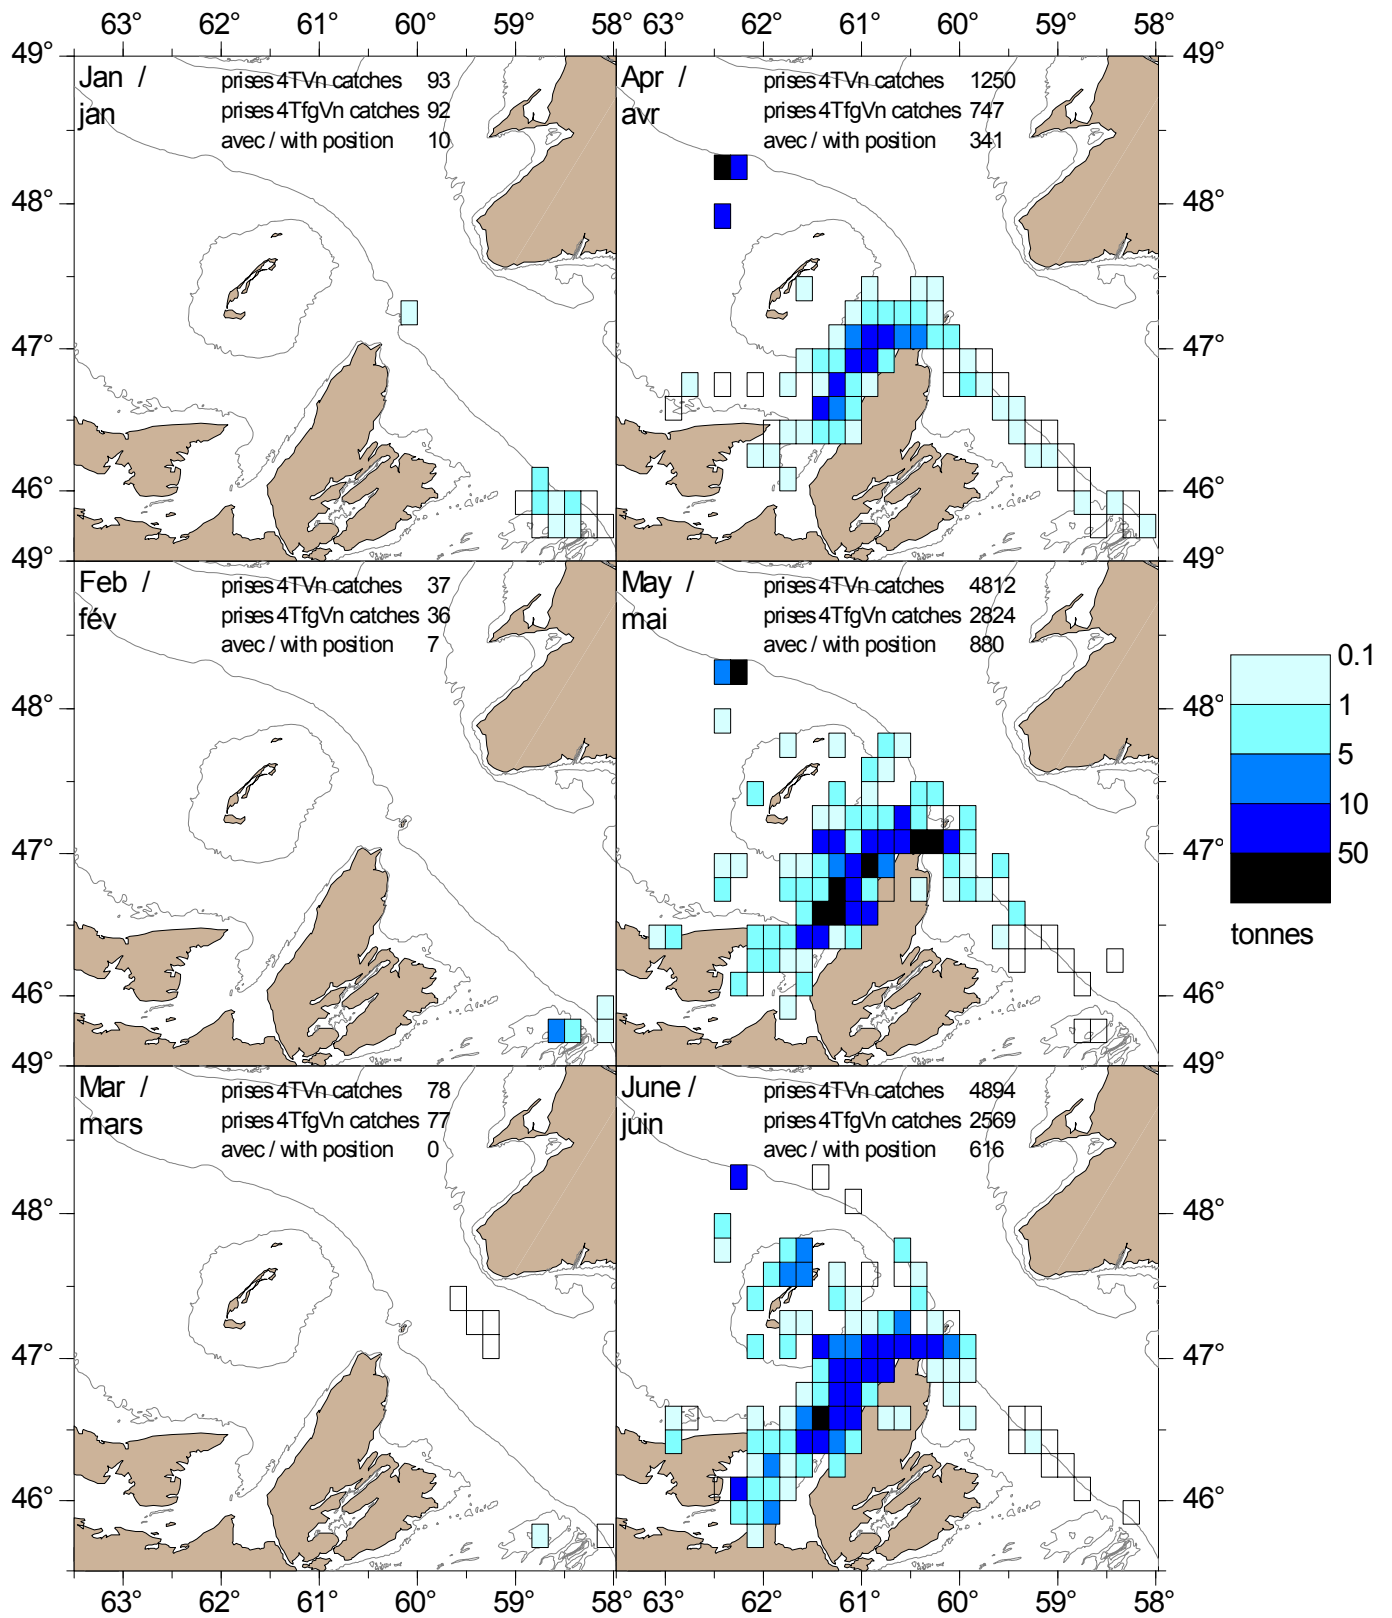 63° 62° 61° 60° 59° 58° 63° 62° 61° 60° 59° 58°
49° 49°
Jan / jan
prises 4TVn catches 93
prises 4TfgVn catches 92
avec / with position 10
Apr / avr
prises 4TVn catches 1250
prises 4TfgVn catches 747
avec / with position 341
48° 48°
47° 47°
46° 46°
49° 49°
Feb / fév
prises 4TVn catches 37
prises 4TfgVn catches 36
avec / with position 7
May / mai
prises 4TVn catches 4812
prises 4TfgVn catches 2824
avec / with position 880
48° 48°
47° 47°
46° 46°
49° 49°
Mar / mars
prises 4TVn catches 78
prises 4TfgVn catches 77
avec / with position 0
June / juin
prises 4TVn catches 4894
prises 4TfgVn catches 2569
avec / with position 616
48° 48°
47° 47°
46° 46°
63° 62° 61° 60° 59° 58° 63° 62° 61° 60° 59° 58°
0.1
1
5
10
50
tonnes